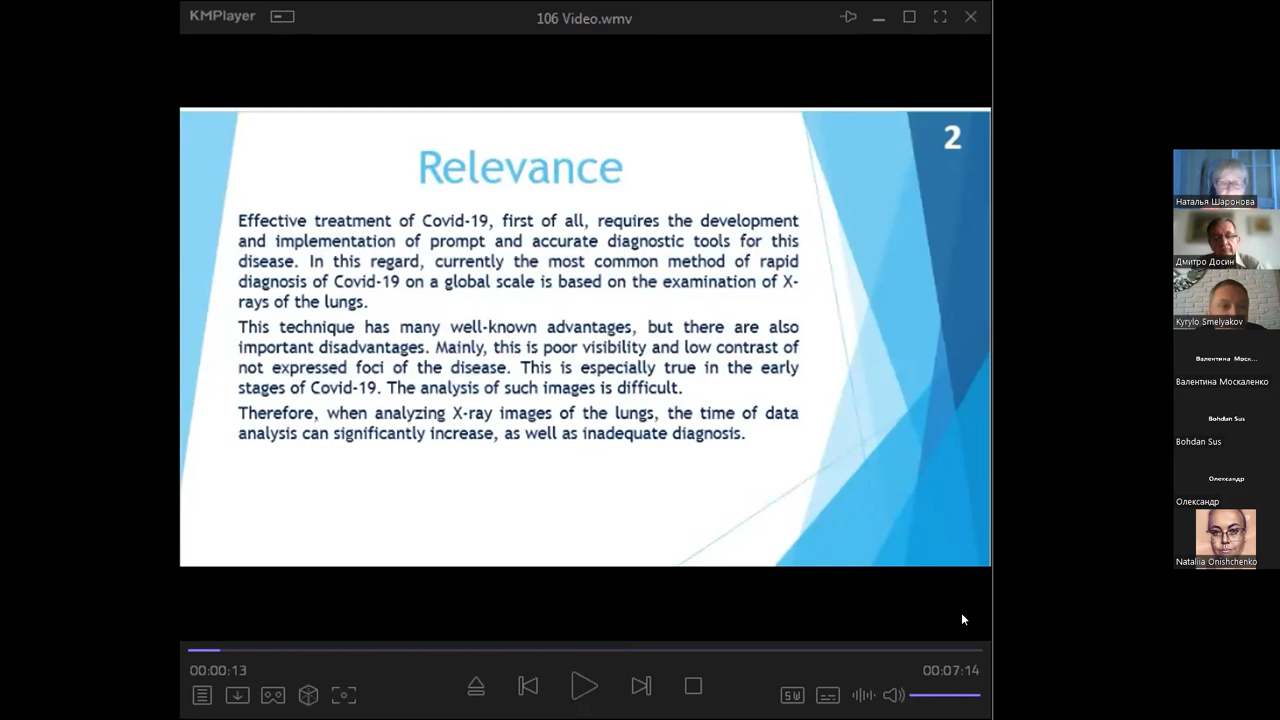 KMPlayer
106 Video.wmv
2
Relevance
Effective treatment of Covid-19, first of all, requires the development
and implementation of prompt and accurate diagnostic tools for this
disease. In this regard, currently the most common method of rapid
diagnosis of Covid-19 on a global scale is based on the examination of X-
rays of the lungs.
This technique has many well-known advantages, but there are also
important disadvantages. Mainly, this is poor visibility and low contrast of
not expressed foci of the disease. This is especially true in the early
stages of Covid-19. The analysis of such images is difficult.
Therefore, when analyzing X-ray images of the lungs, the time of data
analysis can significantly increase, as well as inadequate diagnosis.
00:00:13
00:07:14
SW
Наталья Шаронова
Дмитро Досин
Kyrylo Smelyakov
Валентина Моск...
Валентина Москаленко
Bohdan Sus
Bohdan Sus
Олександр
Олександр
Nataliia Onishchenko